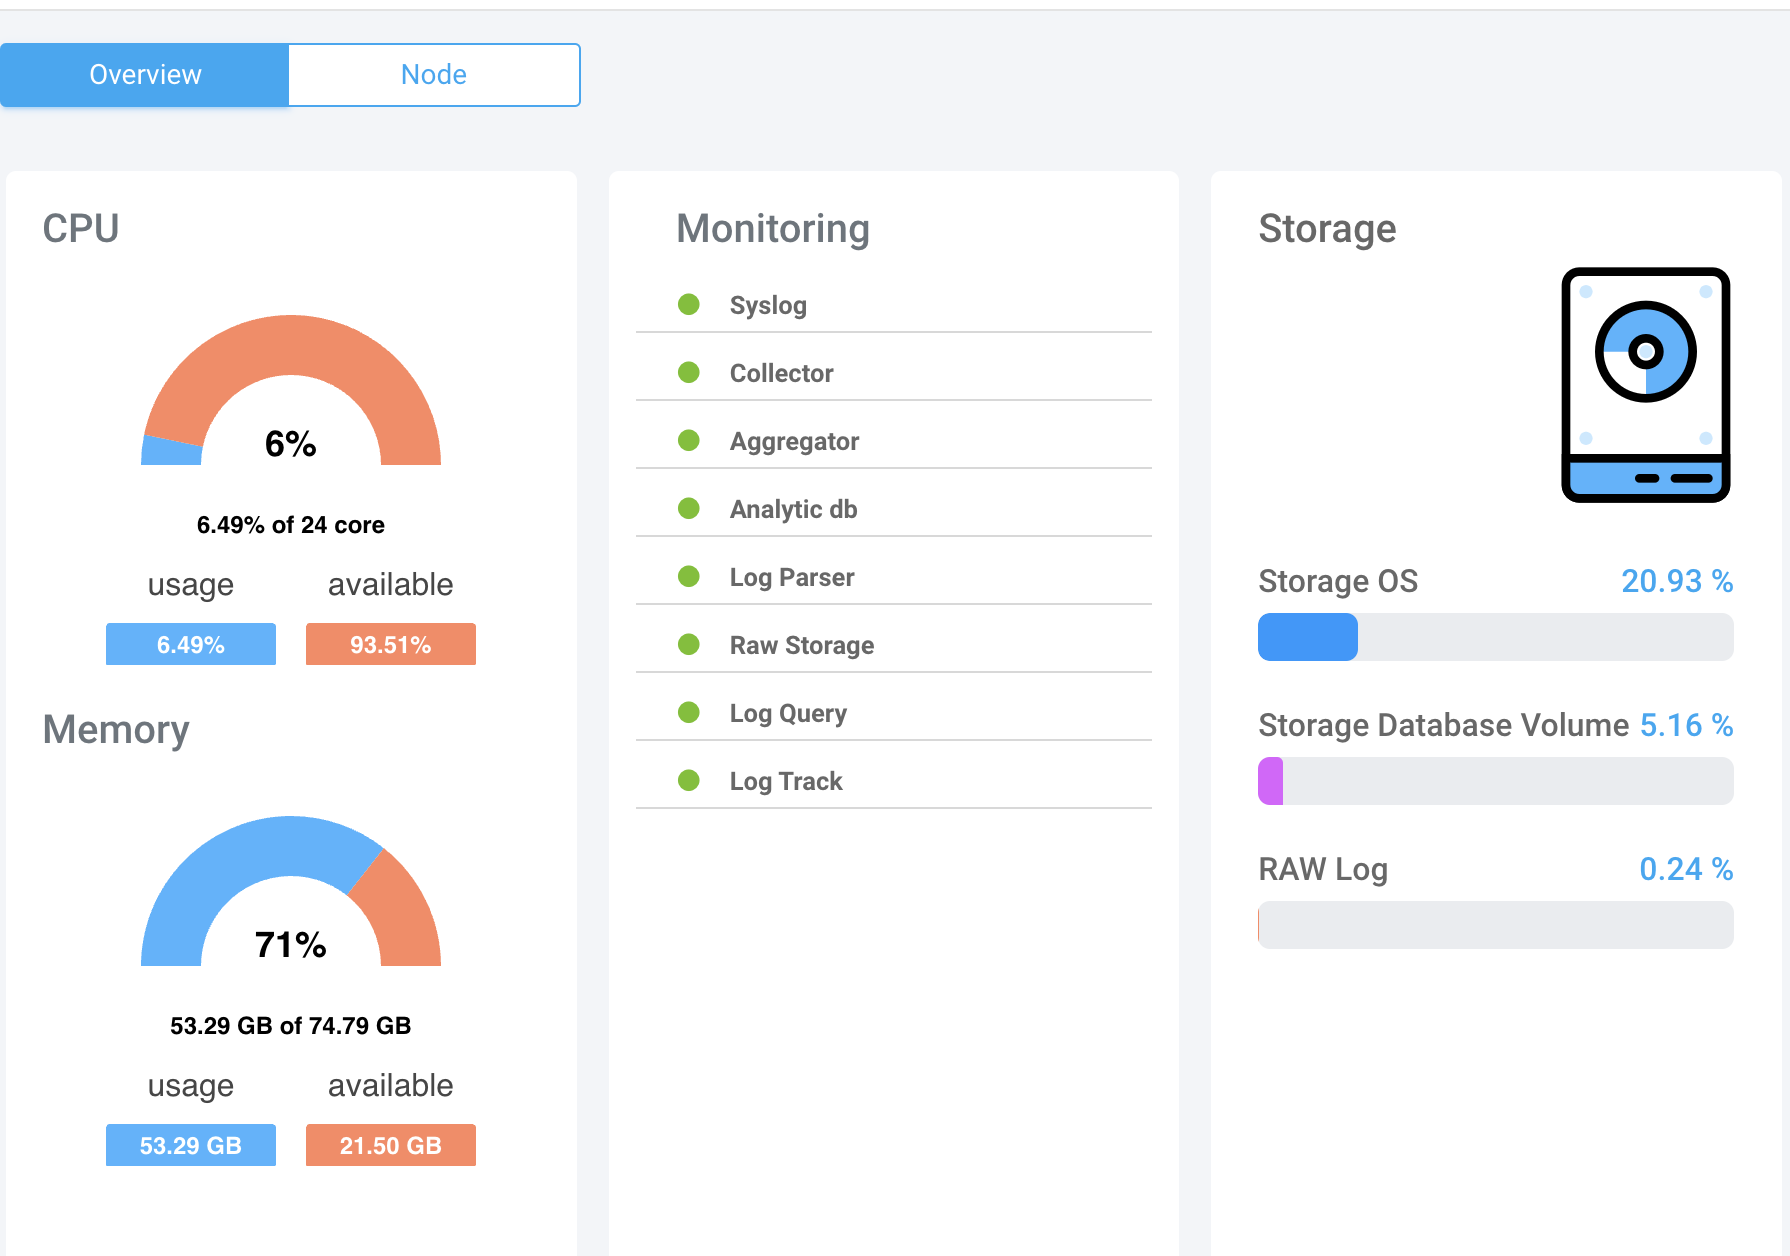 Overview
Node
CPU
6%
6.49% of 24 core
usage available
6.49% 93.51%
Memory
71%
53.29 GB of 74.79 GB
usage available
53.29 GB 21.50 GB
Monitoring
Syslog
Collector
Aggregator
Analytic db
Log Parser
Raw Storage
Log Query
Log Track
Storage
Storage OS 20.93 %
Storage Database Volume 5.16 %
RAW Log 0.24 %